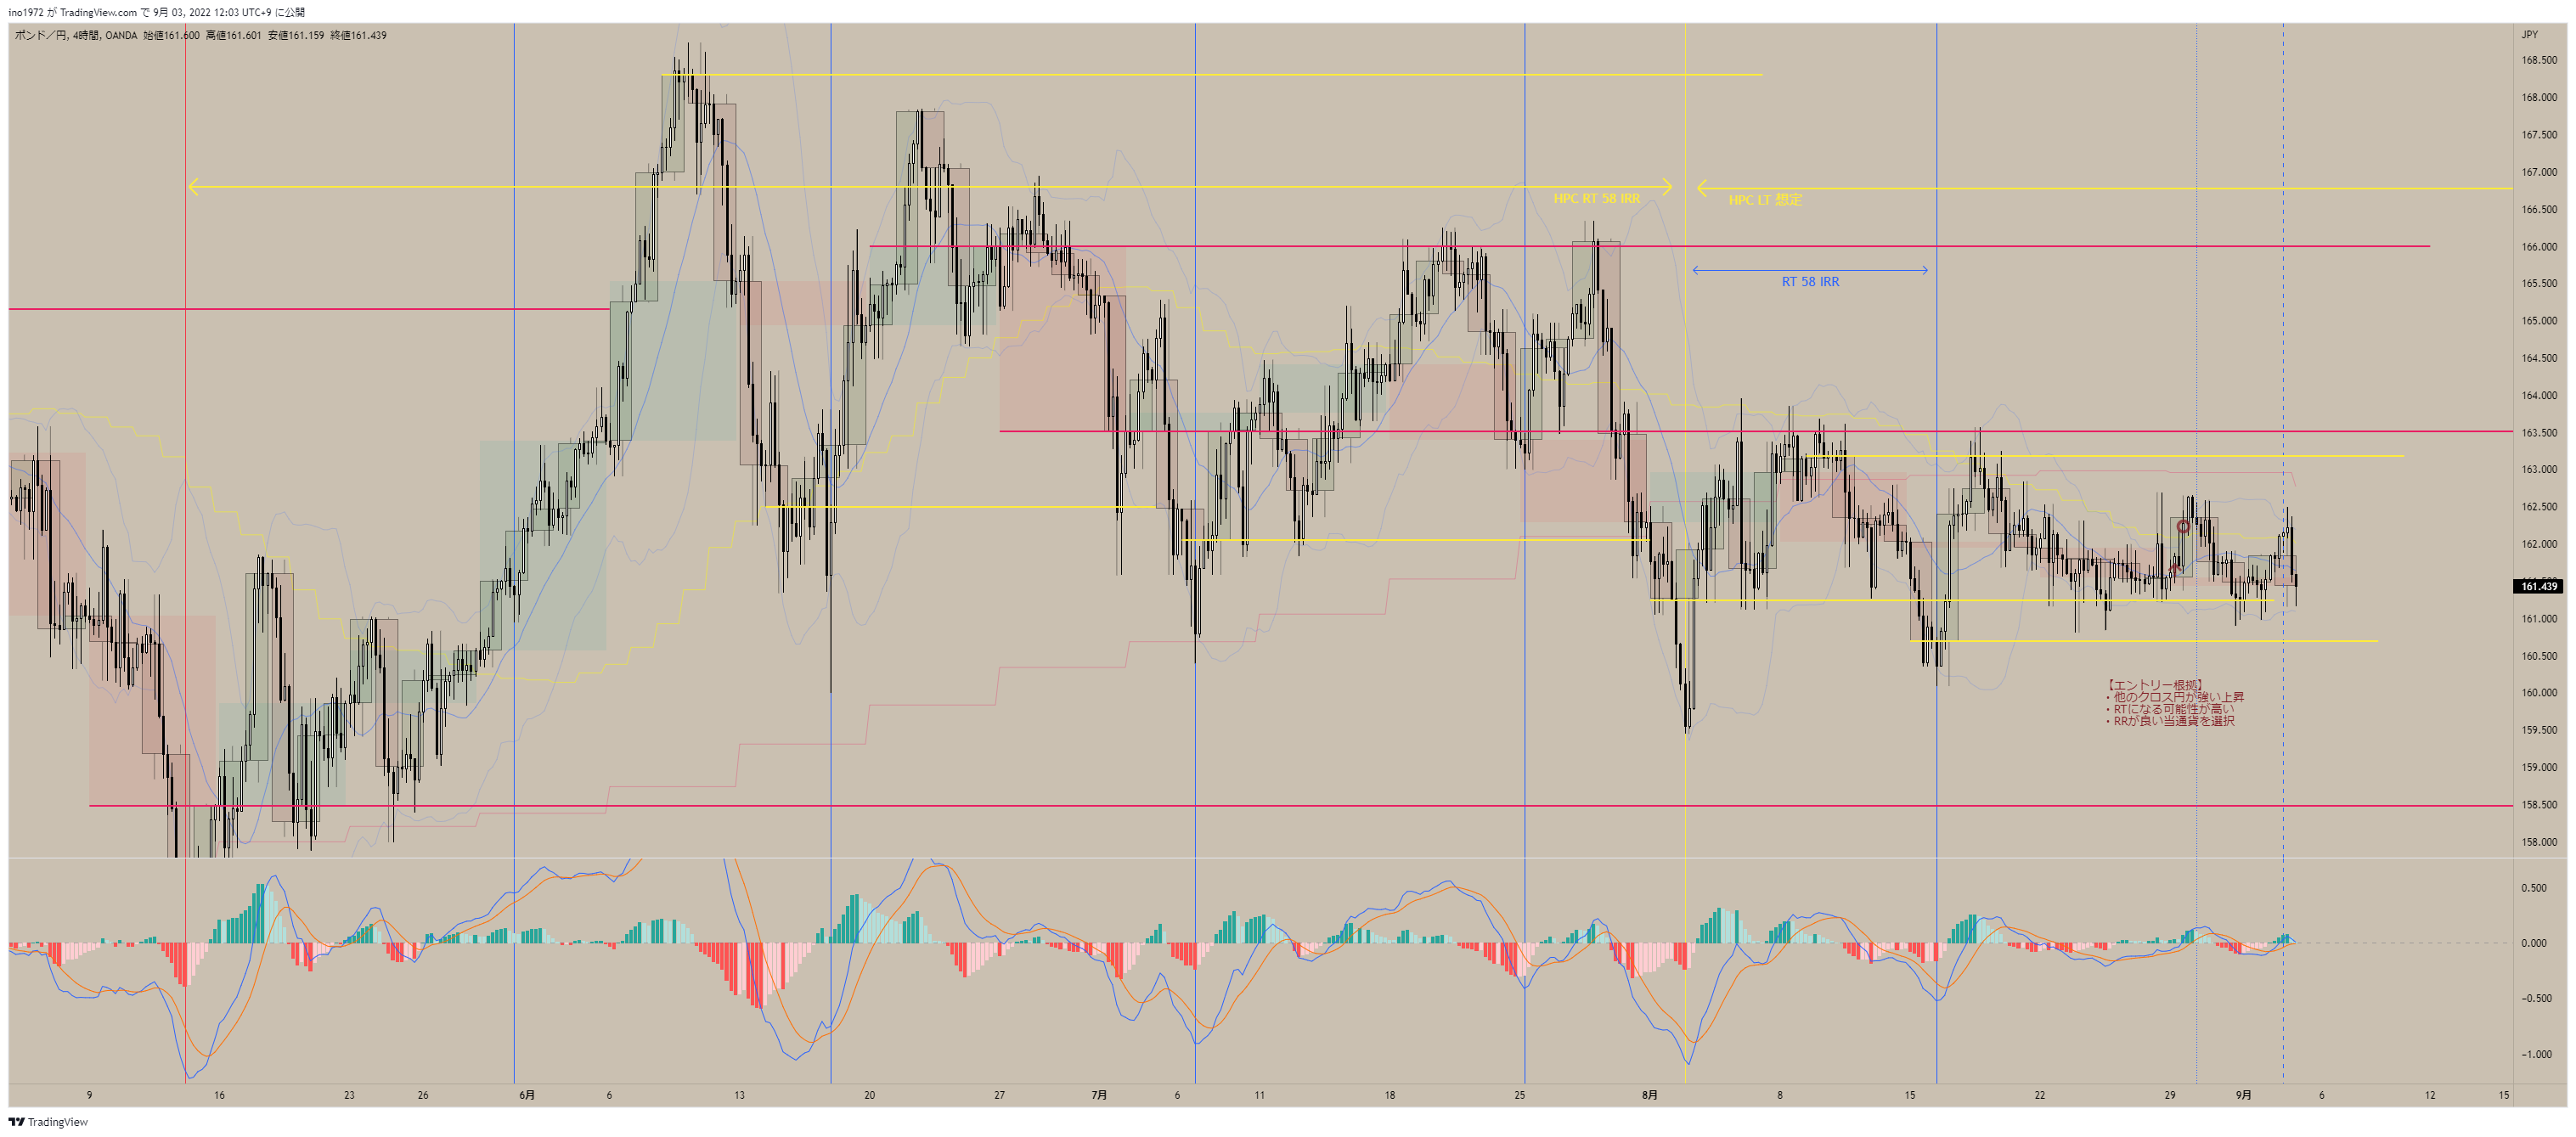 ino1972 が TradingView.com で 9月 03, 2022 12:03 UTC+9 に公開
ポンド／円, 4時間, OANDA 始値161.600 高値161.601 安値161.159 終値161.439
JPY
168.500
168.000
167.500
167.000
HPC RT 58 IRR
HPC LT 想定
166.500
166.000
RT 58 IRR
165.500
165.000
164.500
164.000
163.500
163.000
162.500
162.000
161.439
161.000
160.500
【エントリー根拠】
・他のクロス円が強い上昇
・RTになる可能性が高い
・RRが良い当通貨を選択
160.000
159.500
159.000
158.500
158.000
0.500
0.000
−0.500
−1.000
9 16 23 26 6月 6 13 20 27 7月 6 11 18 25 8月 8 15 22 29 9月 6 12 15
TradingView